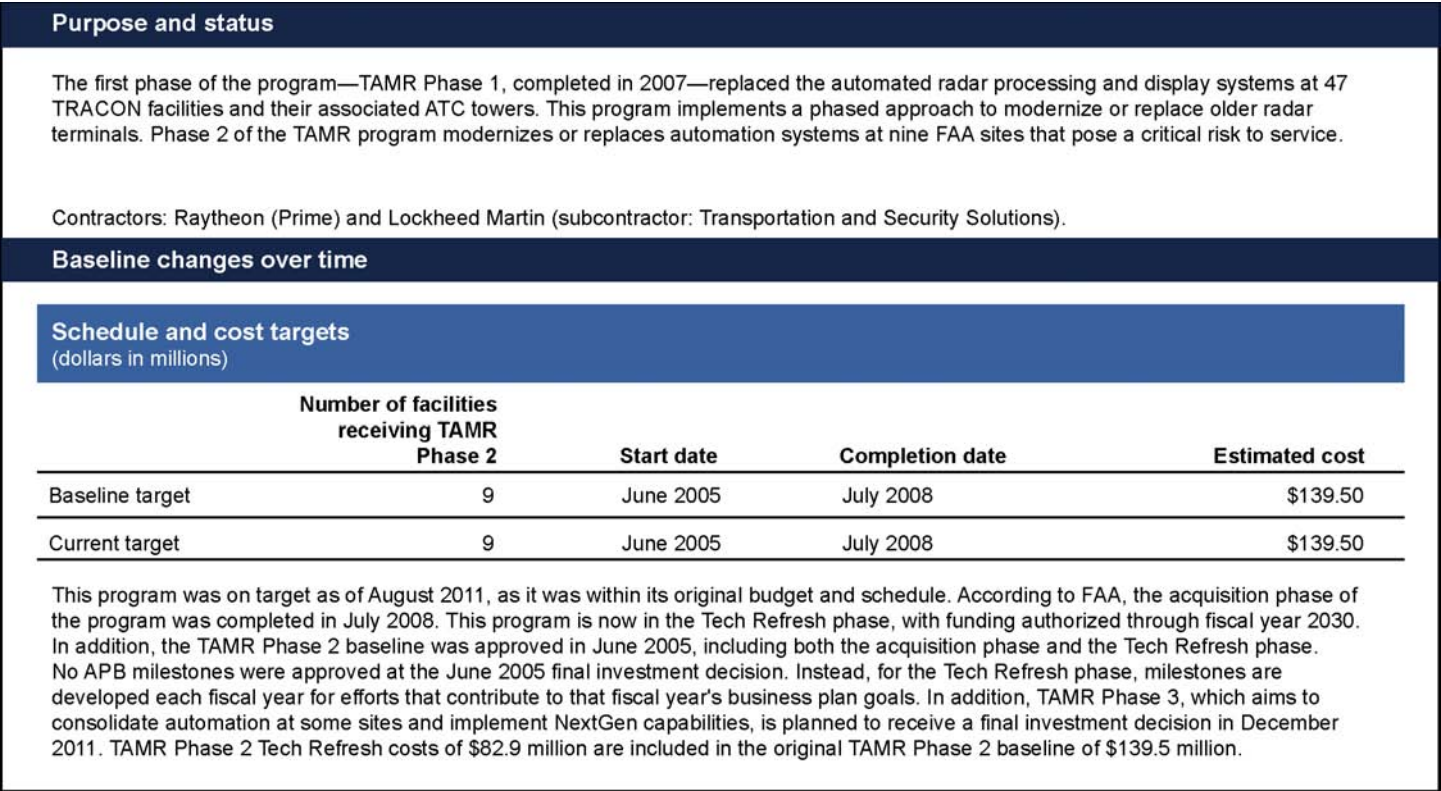 Purpose and status
The first phase of the program—TAMR Phase 1, completed in 2007—replaced the automated radar processing and display systems at 47
TRACON facilities and their associated ATC towers. This program implements a phased approach to modernize or replace older radar
terminals. Phase 2 of the TAMR program modernizes or replaces automation systems at nine FAA sites that pose a critical risk to service.
Contractors: Raytheon (Prime) and Lockheed Martin (subcontractor: Transportation and Security Solutions).
Baseline changes over time
Schedule and cost targets
(dollars in millions)
Number of facilities
receiving TAMR
Phase 2 Start date Completion date Estimated cost
Baseline target 9 June 2005 July 2008 $139.50
Current target 9 June 2005 July 2008 $139.50
This program was on target as of August 2011, as it was within its original budget and schedule. According to FAA, the acquisition phase of
the program was completed in July 2008. This program is now in the Tech Refresh phase, with funding authorized through fiscal year 2030.
In addition, the TAMR Phase 2 baseline was approved in June 2005, including both the acquisition phase and the Tech Refresh phase.
No APB milestones were approved at the June 2005 final investment decision. Instead, for the Tech Refresh phase, milestones are
developed each fiscal year for efforts that contribute to that fiscal year's business plan goals. In addition, TAMR Phase 3, which aims to
consolidate automation at some sites and implement NextGen capabilities, is planned to receive a final investment decision in December
2011. TAMR Phase 2 Tech Refresh costs of $82.9 million are included in the original TAMR Phase 2 baseline of $139.5 million.